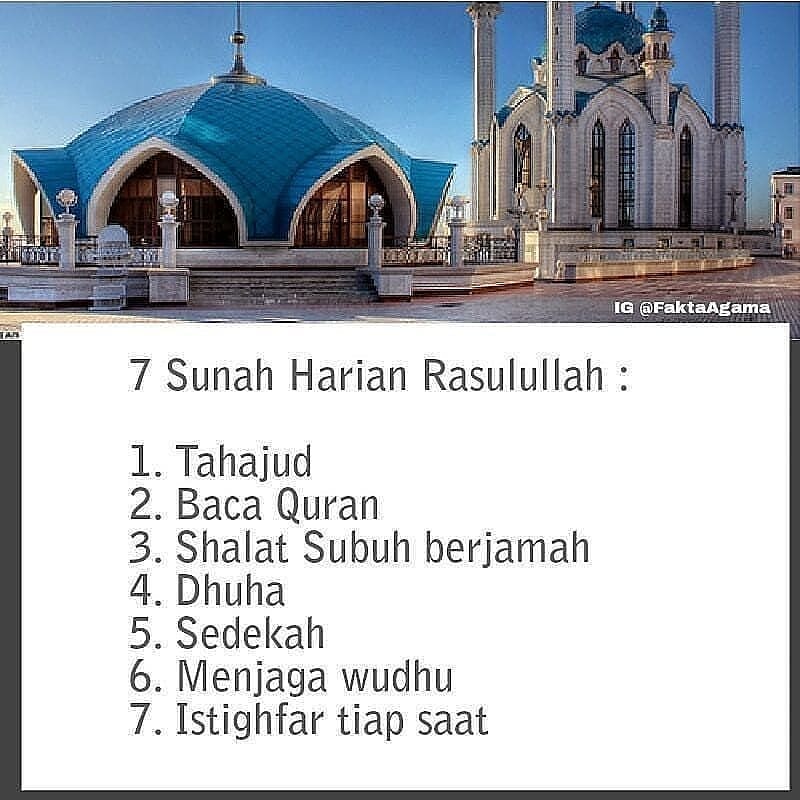 IG @FaktaAgama
7 Sunah Harian Rasulullah :
1. Tahajud
2. Baca Quran
3. Shalat Subuh berjamah
4. Dhuha
5. Sedekah
6. Menjaga wudhu
7. Istighfar tiap saat